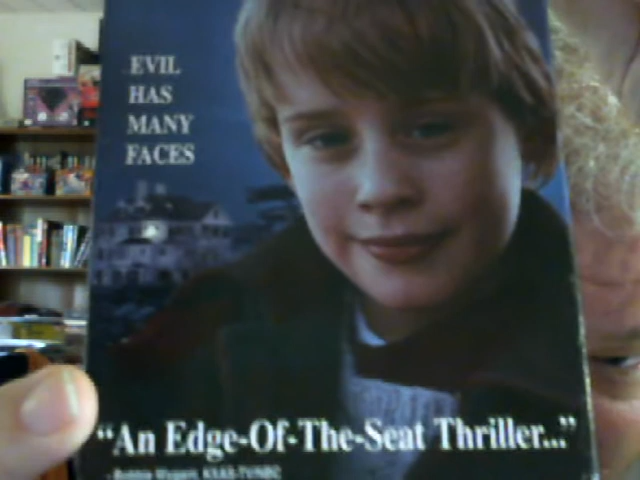 EVIL
HAS
MANY
FACES
"An Edge-Of-The-Seat Thriller..."